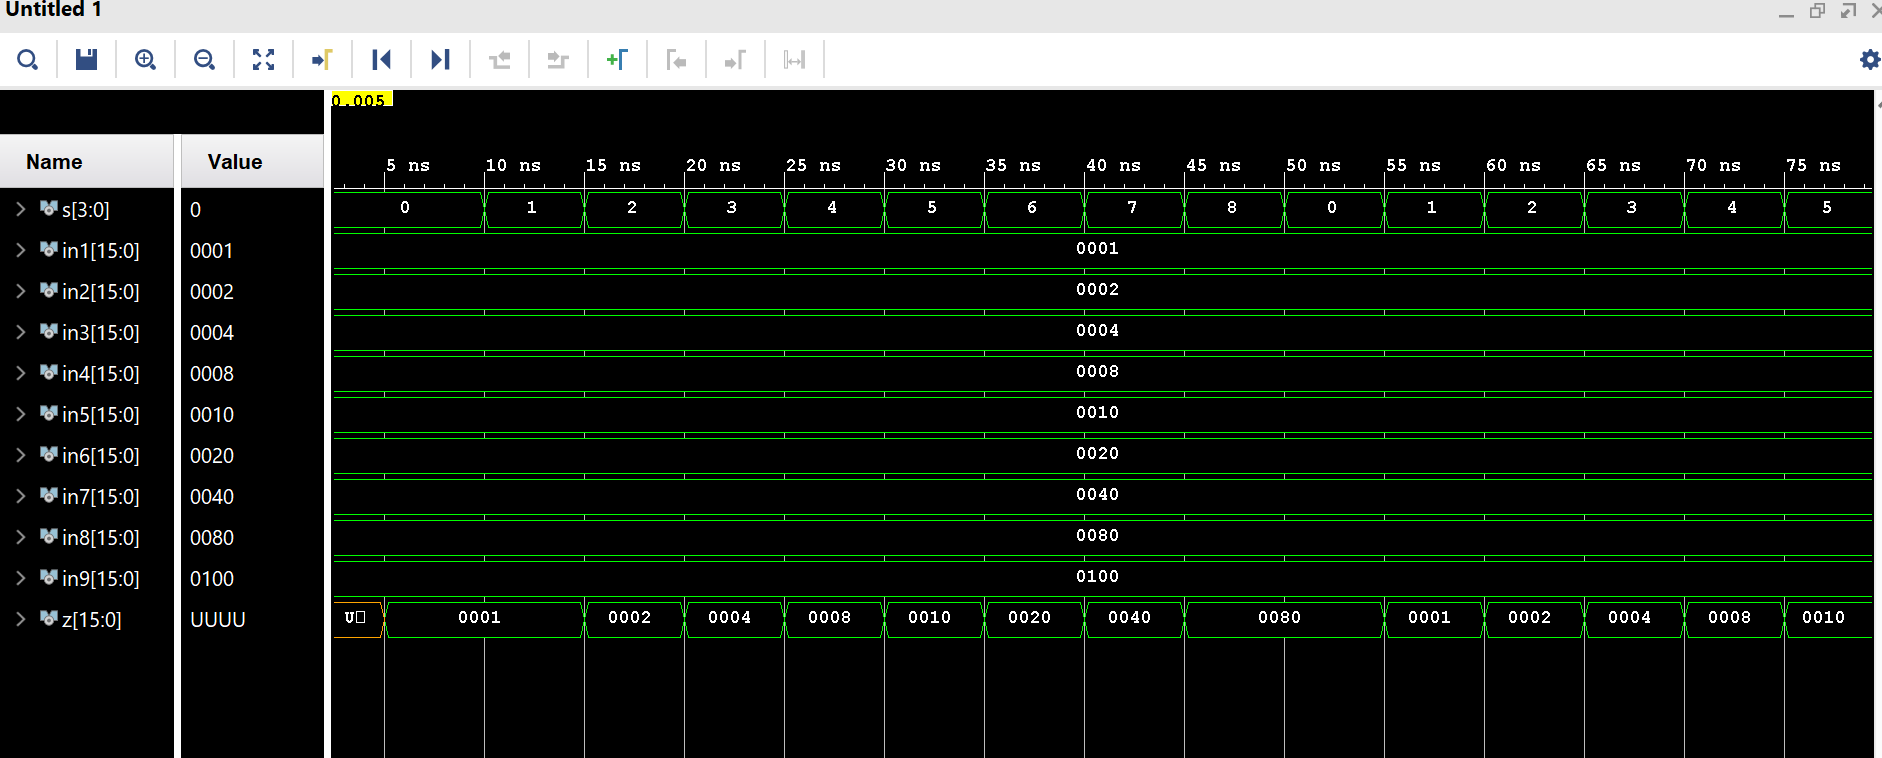 Untitled 1
0.005
Name Value
5 ns 10 ns 15 ns 20 ns 25 ns 30 ns 35 ns 40 ns 45 ns 50 ns 55 ns 60 ns 65 ns 70 ns 75 ns
s[3:0] 0 0 1 2 3 4 5 6 7 8 0 1 2 3 4 5
in1[15:0] 0001 0001
in2[15:0] 0002 0002
in3[15:0] 0004 0004
in4[15:0] 0008 0008
in5[15:0] 0010 0010
in6[15:0] 0020 0020
in7[15:0] 0040 0040
in8[15:0] 0080 0080
in9[15:0] 0100 0100
z[15:0] UUUU U□ 0001 0002 0004 0008 0010 0020 0040 0080 0001 0002 0004 0008 0010